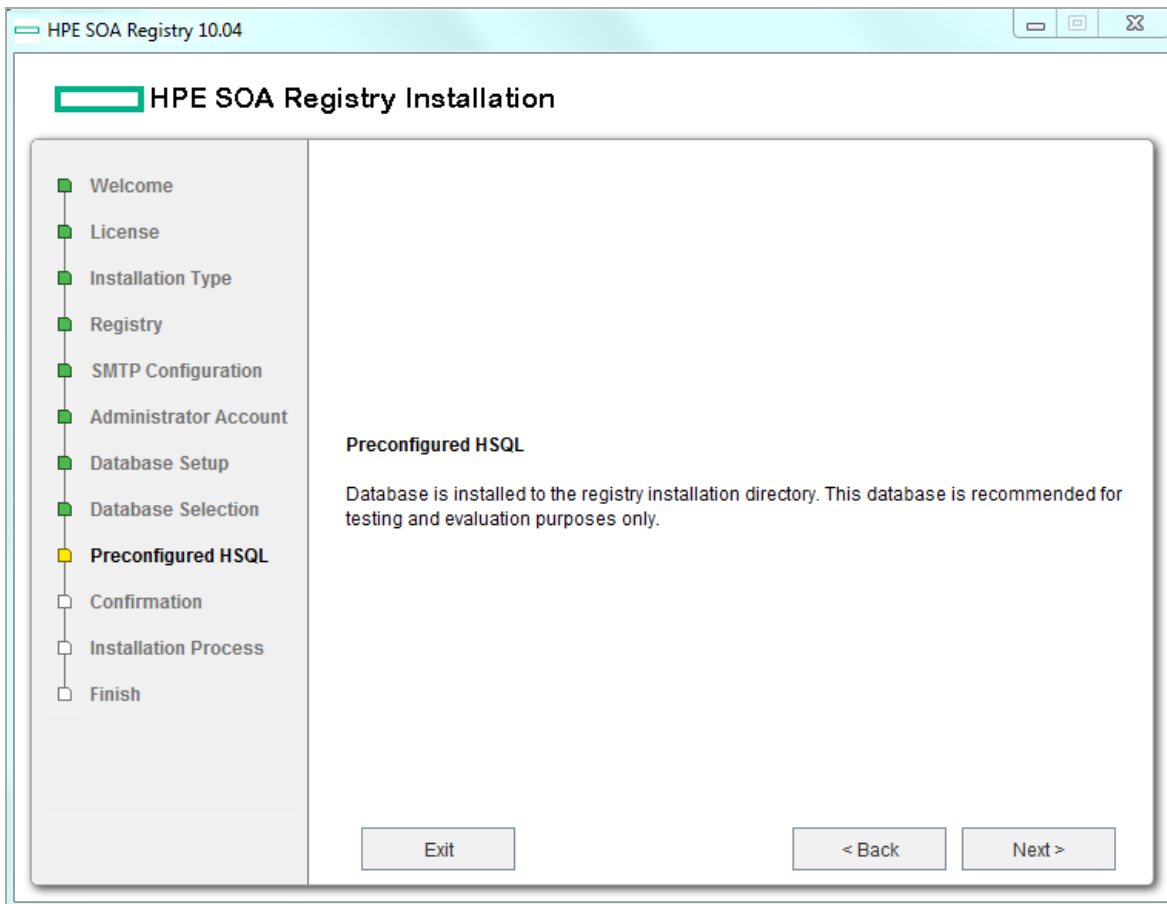 HPE SOA Registry 10.04
HPE SOA Registry Installation
Welcome
License
Installation Type
Registry
SMTP Configuration
Administrator Account
Database Setup
Database Selection
Preconfigured HSQL
Confirmation
Installation Process
Finish
Preconfigured HSQL
Database is installed to the registry installation directory. This database is recommended for
testing and evaluation purposes only.
Exit
< Back
Next >